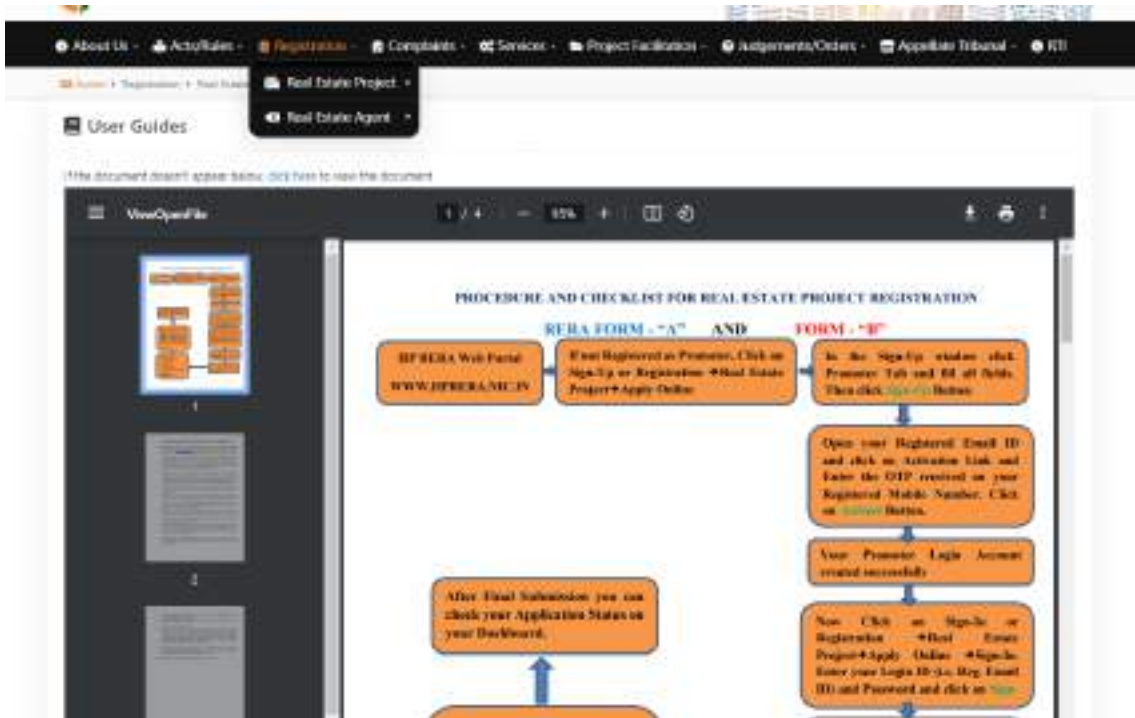 About Us Acts/Rules Registration Complaints Services Project Facilitation Judgements/Orders Appellate Tribunal RTI
Home Registration Real Estate
Real Estate Project
Real Estate Agent
User Guides
If the document doesn't appear below, click here to view the document
ViewOpenFile 1 / 4
PROCEDURE AND CHECKLIST FOR REAL ESTATE PROJECT REGISTRATION
RERA FORM - "A" AND FORM - "B"
HP RERA Web Portal
WWW.HPRERA.NIC.IN
If not Registered as Promoter, Click on
Sign-Up or Registration →Real Estate
Project→Apply Online
In the Sign-Up window click
Promoter Tab and fill all fields.
Then click Sign-Up Button
Open your Registered Email ID
and click on Activation Link and
Enter the OTP received on your
Registered Mobile Number. Click
on Button.
Your Promoter Login Account
created successfully
Now Click on Sign-In or
Registration →Real Estate
Project→Apply Online →Sign-In.
Enter your Login ID (i.e. Reg. Email
ID) and Password and click on Sign
After Final Submission you can
check your Application Status on
your Dashboard.
1
2